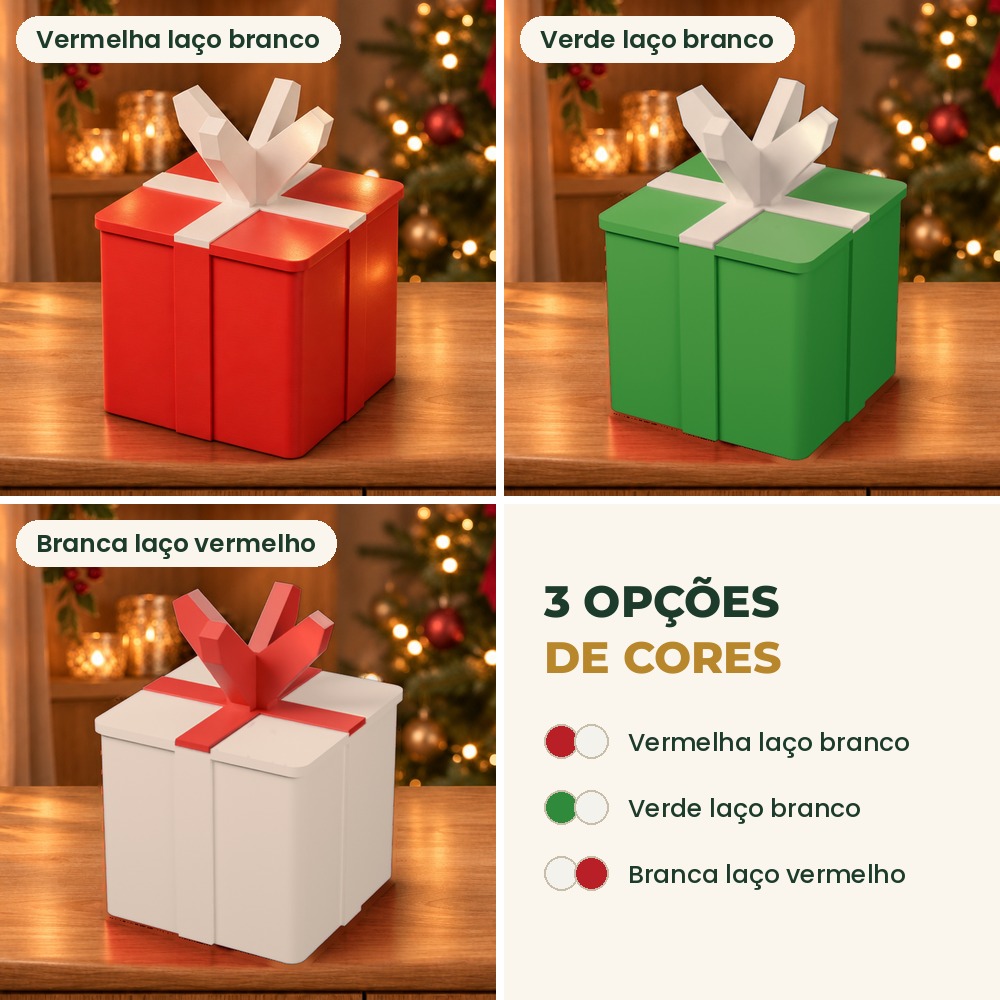 Vermelha laço branco
Verde laço branco
Branca laço vermelho
3 OPÇÕES
DE CORES
Vermelha laço branco
Verde laço branco
Branca laço vermelho